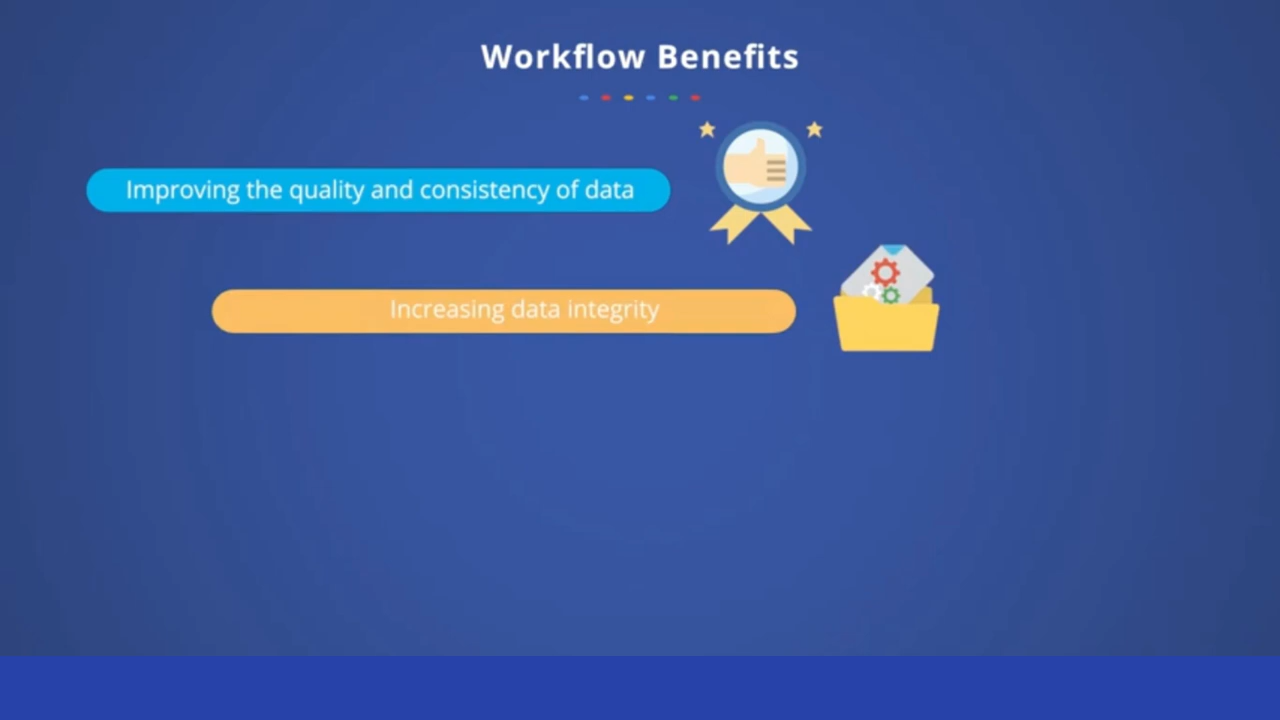 Workflow Benefits
Improving the quality and consistency of data
Increasing data integrity